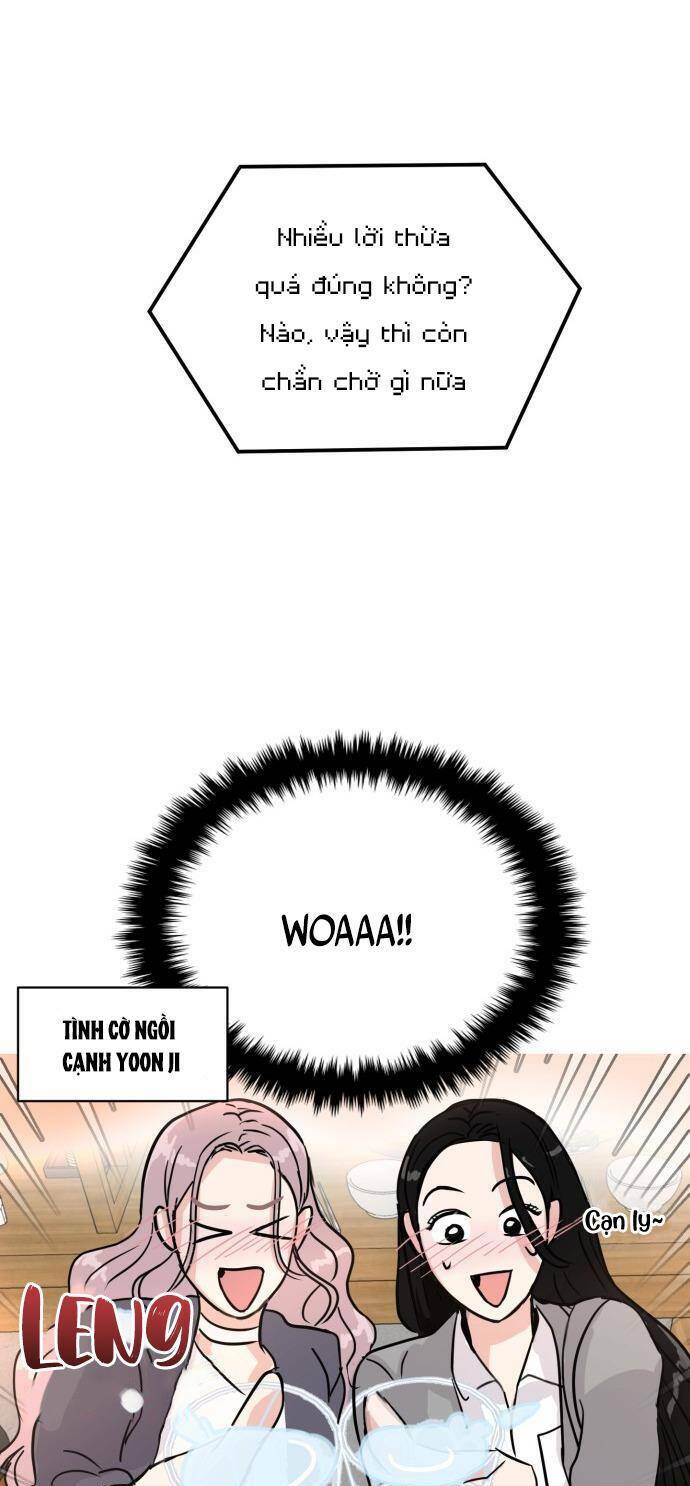 Nhiều lời thừa
quá đúng không?
Nào, vậy thì còn
chần chờ gì nữa
WOAAA!!
TÌNH CỜ NGỒI
CẠNH YOON JI
Cạn ly~
LENG